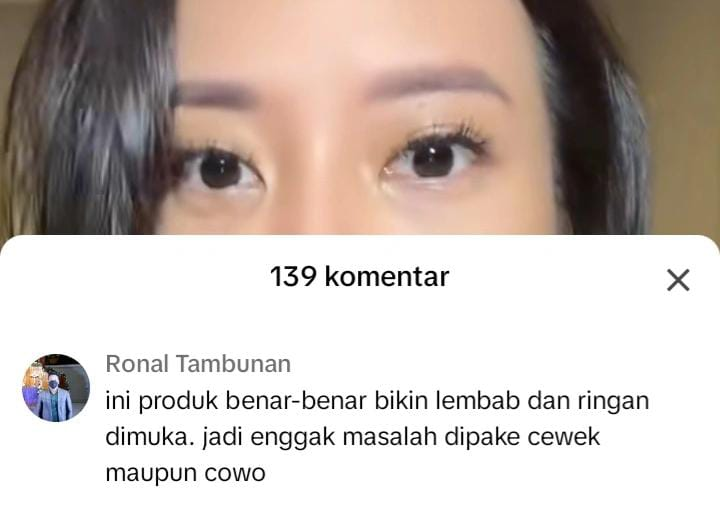 139 komentar
Ronal Tambunan
ini produk benar-benar bikin lembab dan ringan
dimuka. jadi enggak masalah dipake cewek
maupun cowo